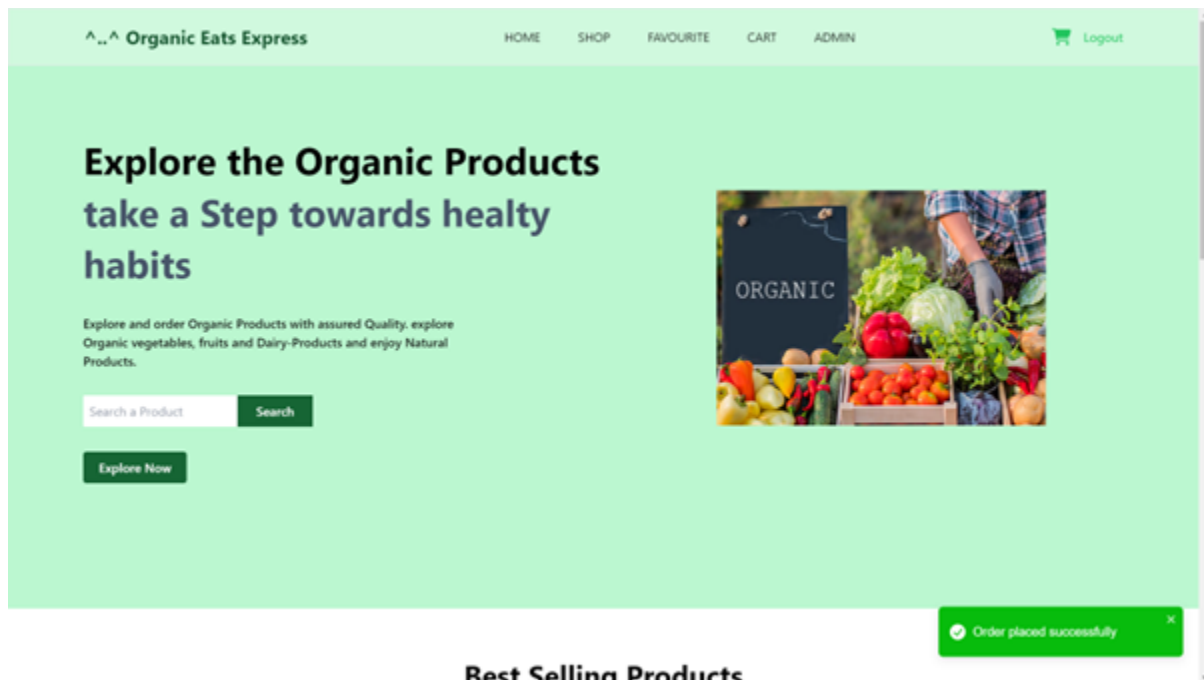 ^..^ Organic Eats Express
HOME
SHOP
FAVOURITE
CART
ADMIN
Logout
Explore the Organic Products
take a Step towards healty
habits
Explore and order Organic Products with assured Quality. explore
Organic vegetables, fruits and Dairy-Products and enjoy Natural
Products.
Search a Product
Search
Explore Now
ORGANIC
Order placed successfully
Best Selling Products